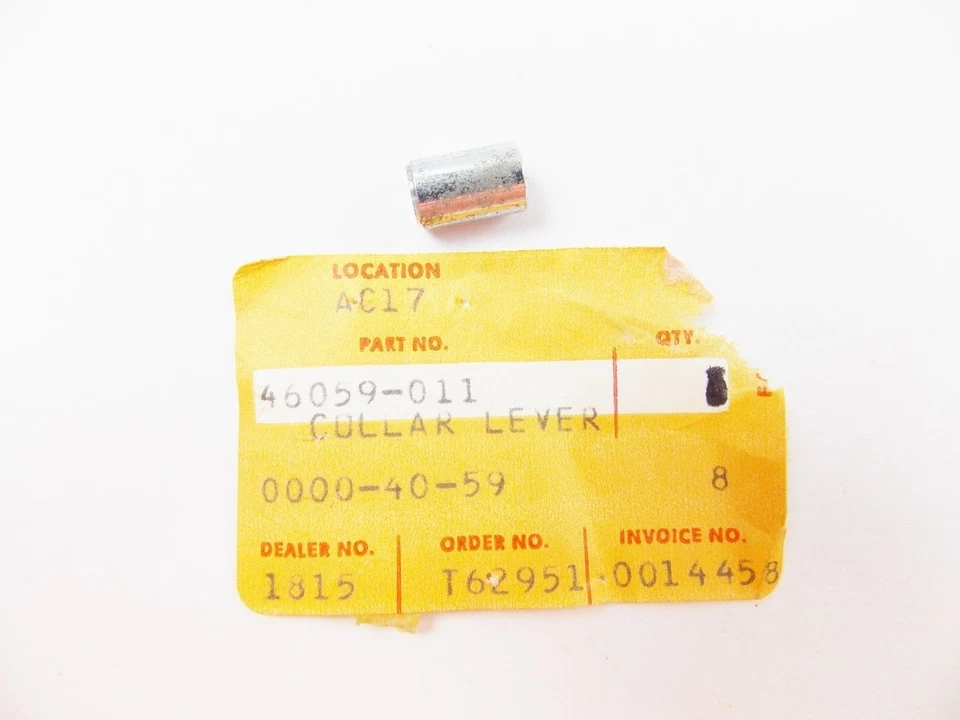 LOCATION
AC17
PART NO. QTY.
46059-011
COLLAR LEVER
0000-40-59 8
DEALER NO. ORDER NO. INVOICE NO.
1815 T62951 0014458